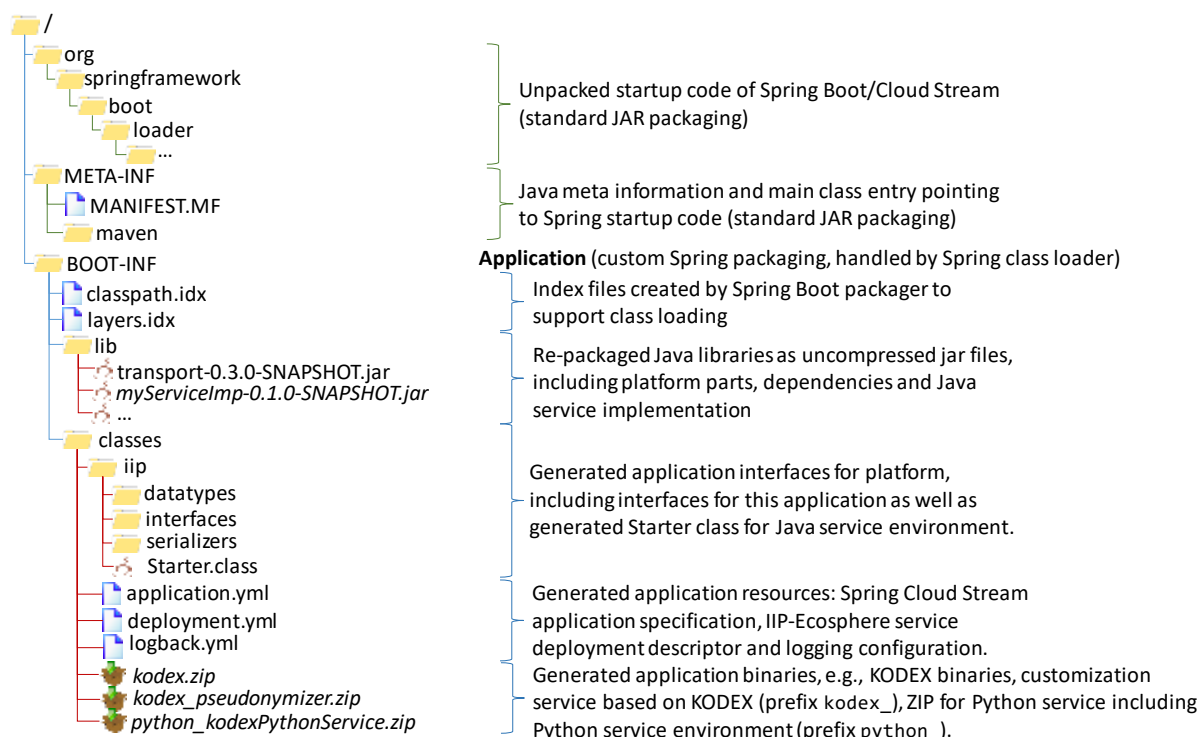 /
org
springframework
boot
loader
...
Unpacked startup code of Spring Boot/Cloud Stream
(standard JAR packaging)
META-INF
MANIFEST.MF
maven
Java meta information and main class entry pointing
to Spring startup code (standard JAR packaging)
BOOT-INF
Application (custom Spring packaging, handled by Spring class loader)
classpath.idx
layers.idx
Index files created by Spring Boot packager to
support class loading
lib
transport-0.3.0-SNAPSHOT.jar
myServiceImp-0.1.0-SNAPSHOT.jar
...
Re-packaged Java libraries as uncompressed jar files,
including platform parts, dependencies and Java
service implementation
classes
iip
datatypes
interfaces
serializers
Starter.class
Generated application interfaces for platform,
including interfaces for this application as well as
generated Starter class for Java service environment.
application.yml
deployment.yml
logback.yml
Generated application resources: Spring Cloud Stream
application specification, IIP-Ecosphere service
deployment descriptor and logging configuration.
kodex.zip
kodex_pseudonymizer.zip
python_kodexPythonService.zip
Generated application binaries, e.g., KODEX binaries, customization
service based on KODEX (prefix kodex_), ZIP for Python service including
Python service environment (prefix python_).